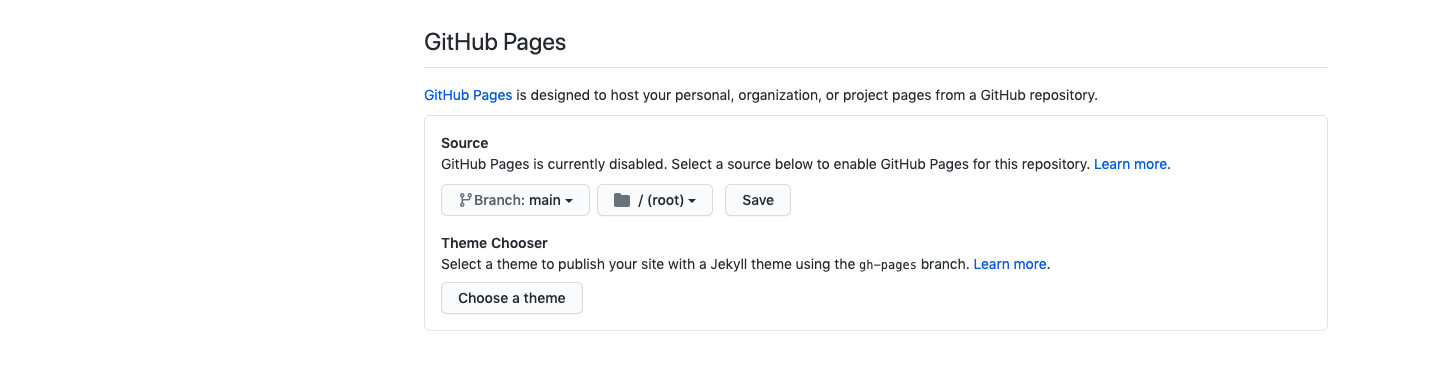 GitHub Pages
GitHub Pages is designed to host your personal, organization, or project pages from a GitHub repository.
Source
GitHub Pages is currently disabled. Select a source below to enable GitHub Pages for this repository. Learn more.
Branch: main / (root) Save
Theme Chooser
Select a theme to publish your site with a Jekyll theme using the gh-pages branch. Learn more.
Choose a theme